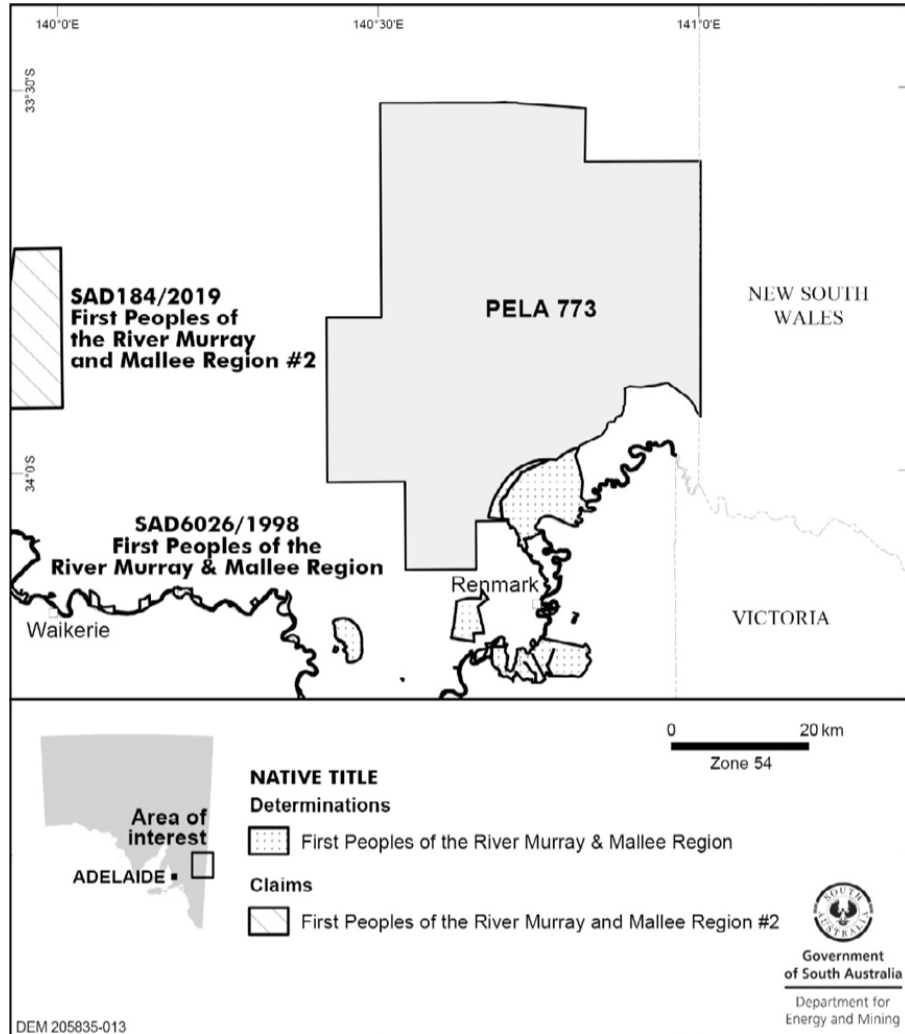 140°0'E
140°30'E
141°0'E
33°30'S
PELA 773
SAD184/2019
First Peoples of
the River Murray
and Mallee Region #2
NEW SOUTH
WALES
34°0'S
SAD6026/1998
First Peoples of the
River Murray & Mallee Region
Renmark
Waikerie
VICTORIA
0 20 km
Zone 54
NATIVE TITLE
Determinations
First Peoples of the River Murray & Mallee Region
Claims
First Peoples of the River Murray and Mallee Region #2
Area of
interest
ADELAIDE
SOUTH
AUSTRALIA
Government
of South Australia
Department for
Energy and Mining
DEM 205835-013